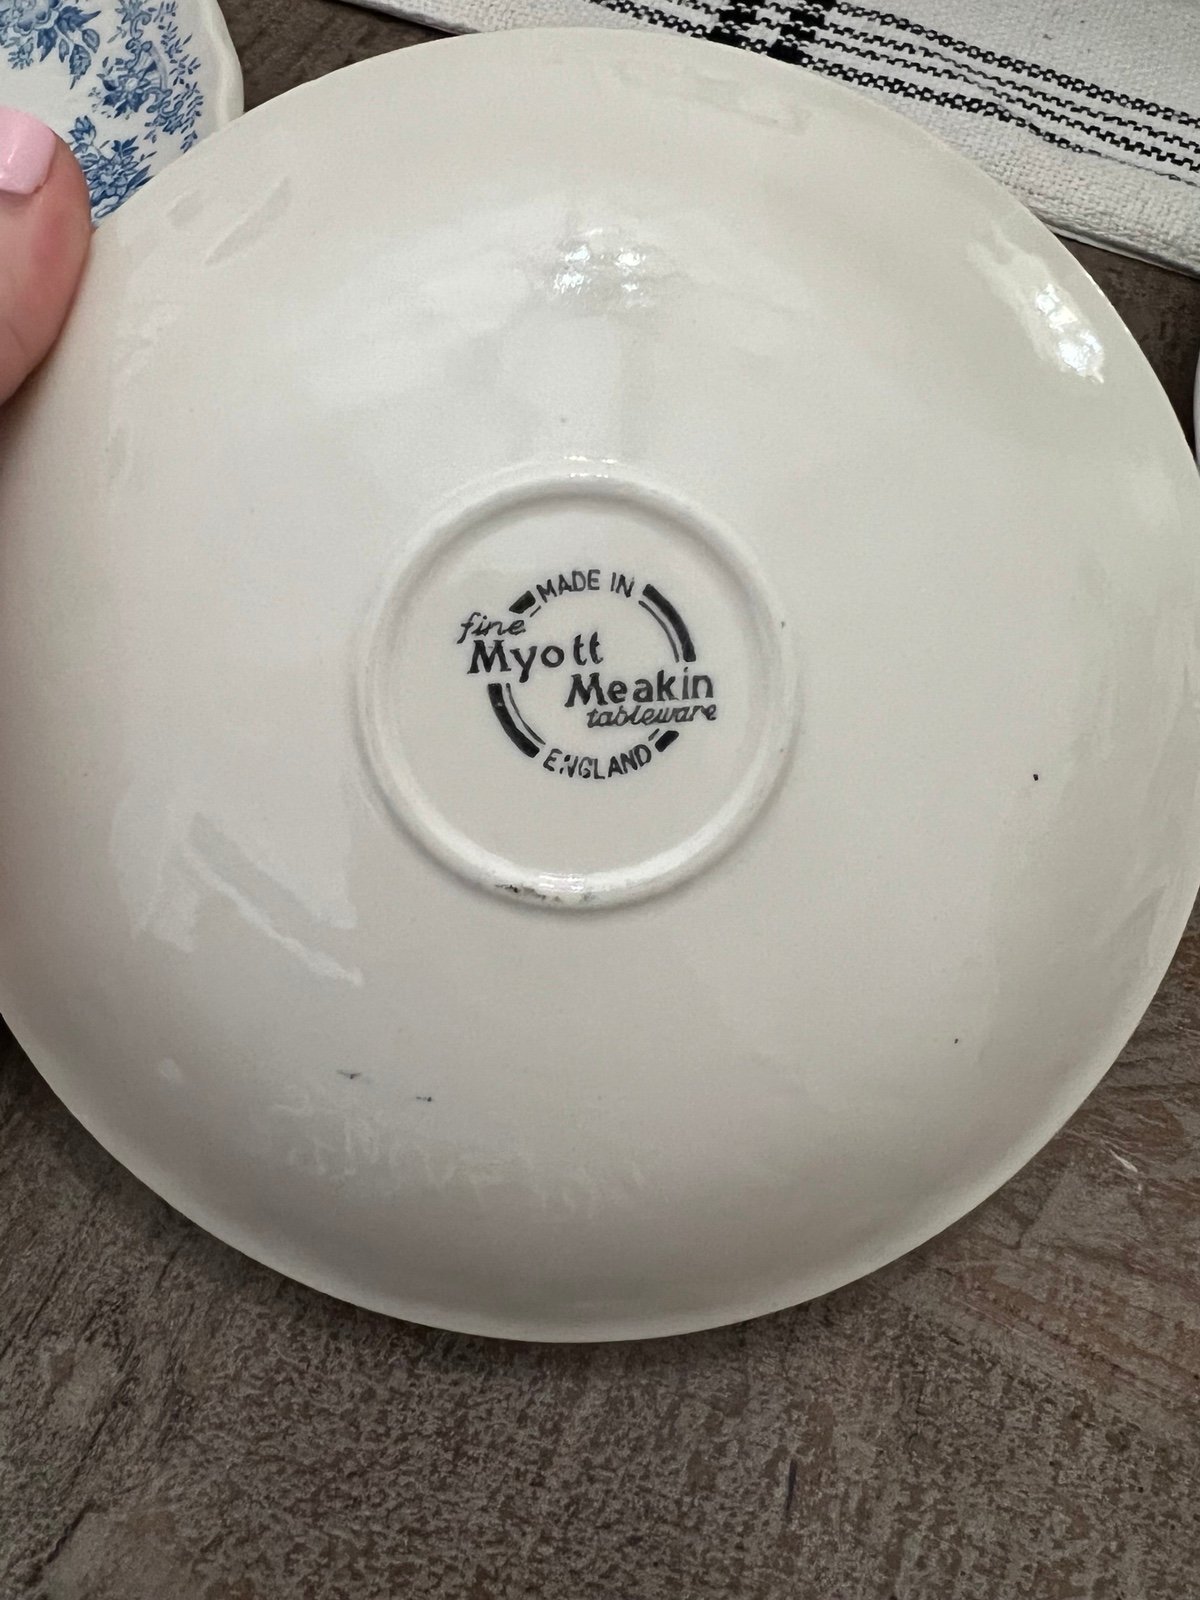 MADE IN
fine
Myott
Meakin
tableware
ENGLAND